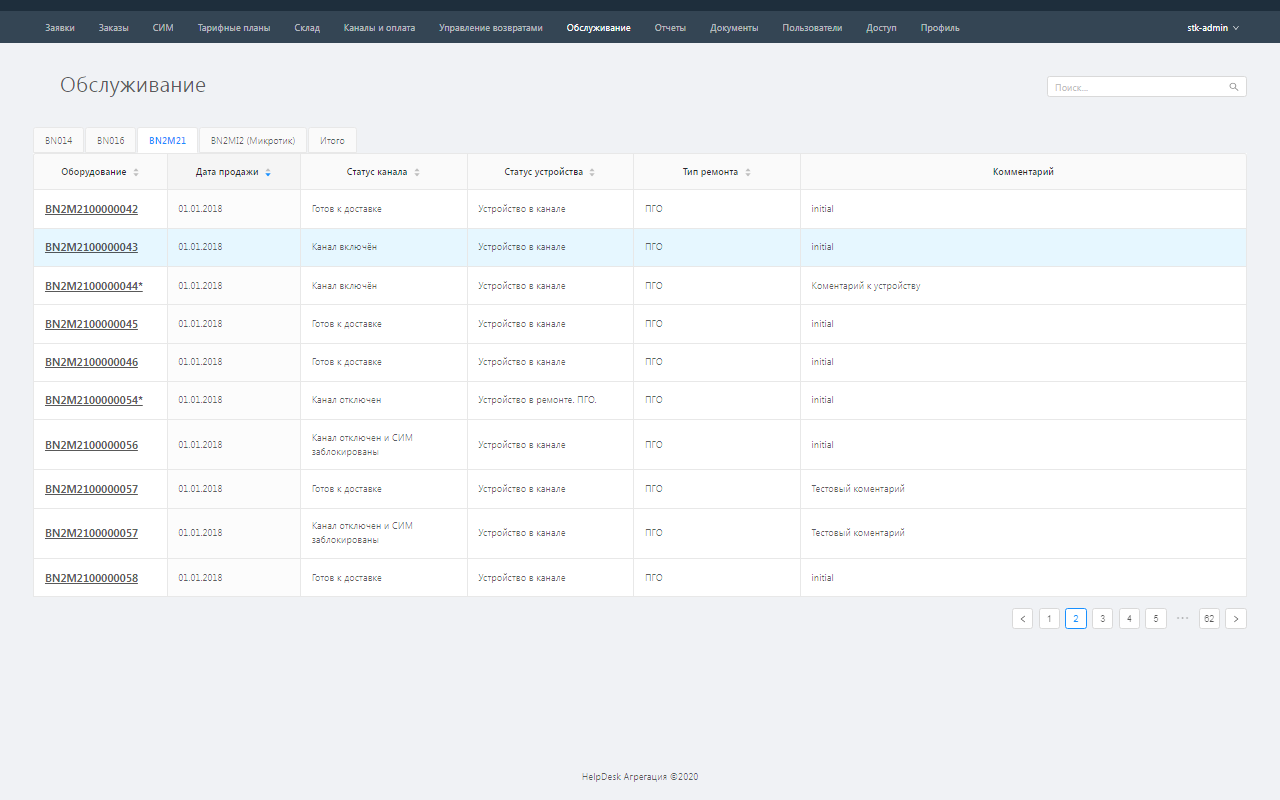 Заявки Заказы СИМ Тарифные планы Склад Каналы и оплата Управление возвратами Обслуживание Отчеты Документы Пользователи Доступ Профиль stk-admin
Обслуживание
Поиск...
BN014 BN016 BN2M21 BN2MI2 (Микротик) Итого
Оборудование Дата продажи Статус канала Статус устройства Тип ремонта Комментарий
BN2M2100000042 01.01.2018 Готов к доставке Устройство в канале ПГО initial
BN2M2100000043 01.01.2018 Канал включён Устройство в канале ПГО initial
BN2M2100000044* 01.01.2018 Канал включён Устройство в канале ПГО Коментарий к устройству
BN2M2100000045 01.01.2018 Готов к доставке Устройство в канале ПГО initial
BN2M2100000046 01.01.2018 Готов к доставке Устройство в канале ПГО initial
BN2M2100000054* 01.01.2018 Канал отключен Устройство в ремонте. ПГО. ПГО initial
BN2M2100000056 01.01.2018 Канал отключен и СИМ заблокированы Устройство в канале ПГО initial
BN2M2100000057 01.01.2018 Готов к доставке Устройство в канале ПГО Тестовый коментарий
BN2M2100000057 01.01.2018 Канал отключен и СИМ заблокированы Устройство в канале ПГО Тестовый коментарий
BN2M2100000058 01.01.2018 Готов к доставке Устройство в канале ПГО initial
< 1 2 3 4 5 ••• 62 >
HelpDesk Агрегация ©2020